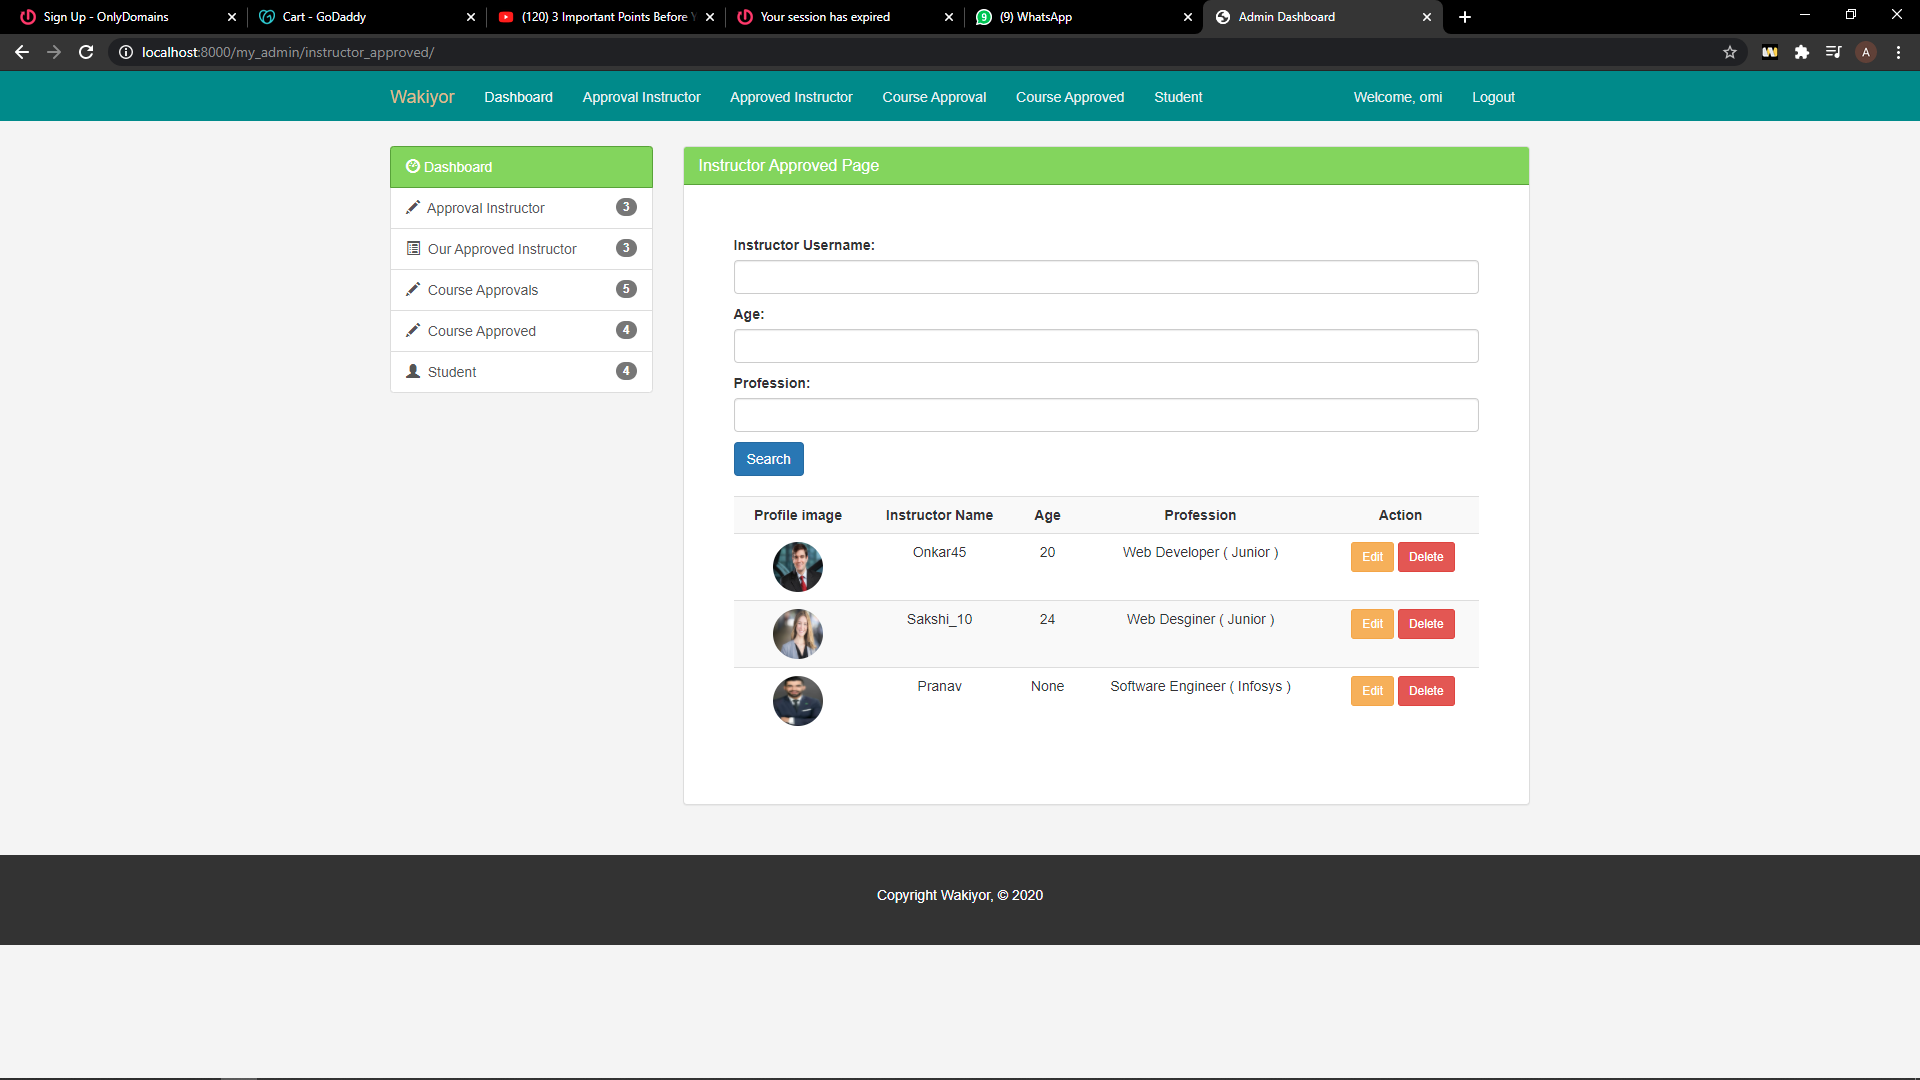 Sign Up - OnlyDomains
Cart - GoDaddy
(120) 3 Important Points Before
Your session has expired
(9) WhatsApp
Admin Dashboard
localhost:8000/my_admin/instructor_approved/
A
Wakiyor Dashboard Approval Instructor Approved Instructor Course Approval Course Approved Student Welcome, omi Logout
Dashboard
Approval Instructor 3
Our Approved Instructor 3
Course Approvals 5
Course Approved 4
Student 4
Instructor Approved Page
Instructor Username:
Age:
Profession:
Search
Profile image Instructor Name Age Profession Action
Onkar45 20 Web Developer ( Junior ) Edit Delete
Sakshi_10 24 Web Desginer ( Junior ) Edit Delete
Pranav None Software Engineer ( Infosys ) Edit Delete
Copyright Wakiyor, © 2020